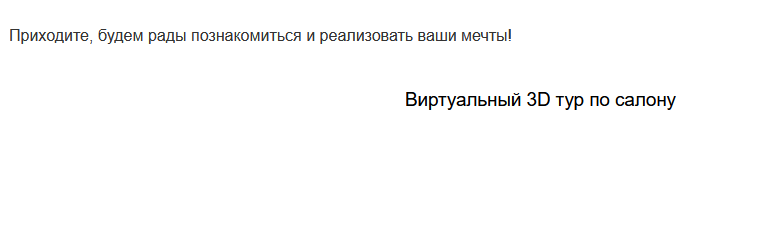 Приходите, будем рады познакомиться и реализовать ваши мечты!
Виртуальный 3D тур по салону